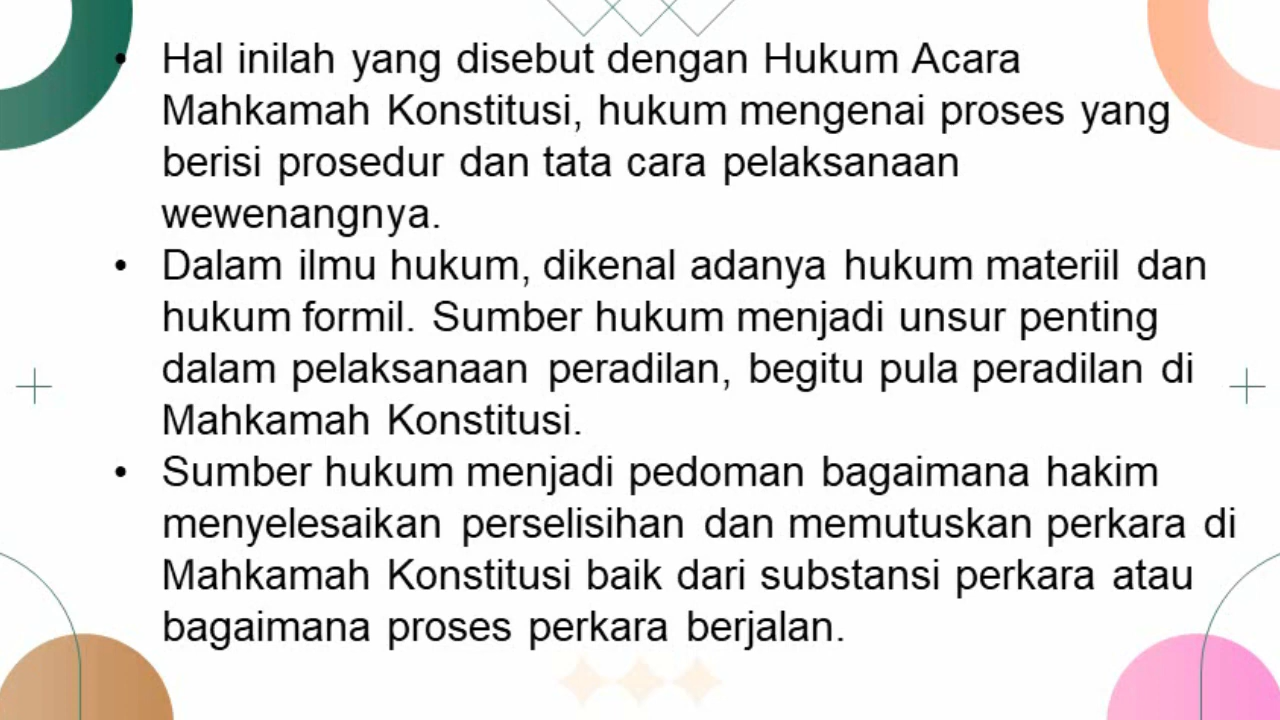 • Hal inilah yang disebut dengan Hukum Acara
Mahkamah Konstitusi, hukum mengenai proses yang
berisi prosedur dan tata cara pelaksanaan
wewenangnya.
• Dalam ilmu hukum, dikenal adanya hukum materiil dan
hukum formil. Sumber hukum menjadi unsur penting
dalam pelaksanaan peradilan, begitu pula peradilan di
Mahkamah Konstitusi.
• Sumber hukum menjadi pedoman bagaimana hakim
menyelesaikan perselisihan dan memutuskan perkara di
Mahkamah Konstitusi baik dari substansi perkara atau
bagaimana proses perkara berjalan.